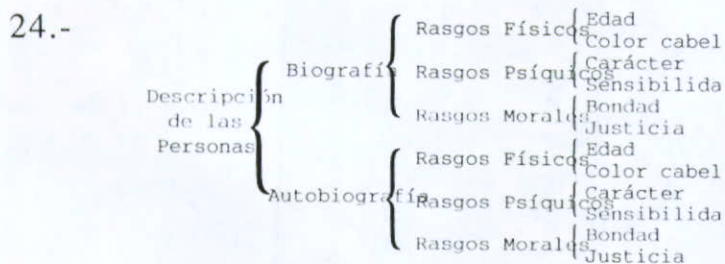 24.-
Descripción
de las
Personas
Biografía
Rasgos Físicos
Edad
Color cabel
Rasgos Psíquicos
Carácter
Sensibilida
Rasgos Morales
Bondad
Justicia
Autobiografía
Rasgos Físicos
Edad
Color cabel
Rasgos Psíquicos
Carácter
Sensibilida
Rasgos Morales
Bondad
Justicia